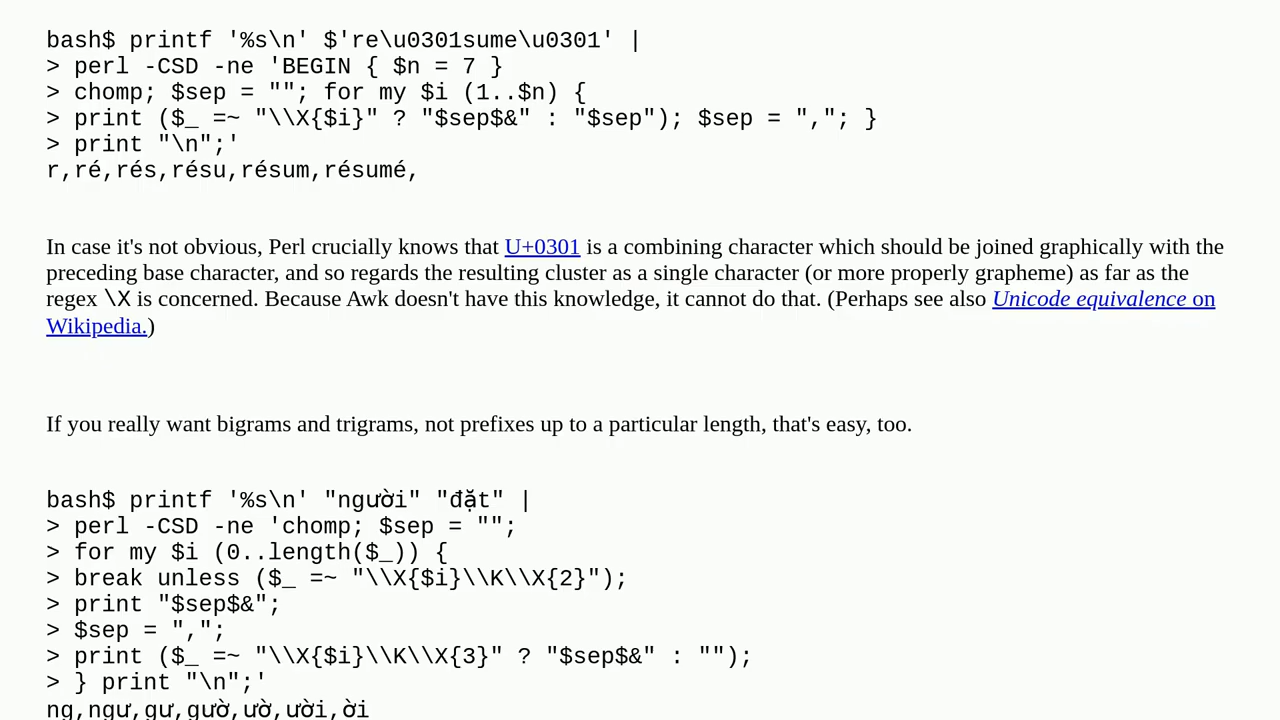 bash$ printf '%s\n' $'re\u0301sume\u0301' |
> perl -CSD -ne 'BEGIN { $n = 7 }
> chomp; $sep = ""; for my $i (1..$n) {
> print ($_ =~ "\\X{$i}" ? "$sep$&" : "$sep"); $sep = ","; }
> print "\n";'
r,ré,rés,résu,résum,résumé,
In case it's not obvious, Perl crucially knows that U+0301 is a combining character which should be joined graphically with the
preceding base character, and so regards the resulting cluster as a single character (or more properly grapheme) as far as the
regex \X is concerned. Because Awk doesn't have this knowledge, it cannot do that. (Perhaps see also Unicode equivalence on
Wikipedia.)
If you really want bigrams and trigrams, not prefixes up to a particular length, that's easy, too.
bash$ printf '%s\n' "người" "đặt" |
> perl -CSD -ne 'chomp; $sep = "";
> for my $i (0..length($_)) {
> break unless ($_ =~ "\\X{$i}\\K\\X{2}");
> print "$sep$&";
> $sep = ",";
> print ($_ =~ "\\X{$i}\\K\\X{3}" ? "$sep$&" : "");
> } print "\n";'
ng,ngư,gư,gườ,ườ,ười,ời